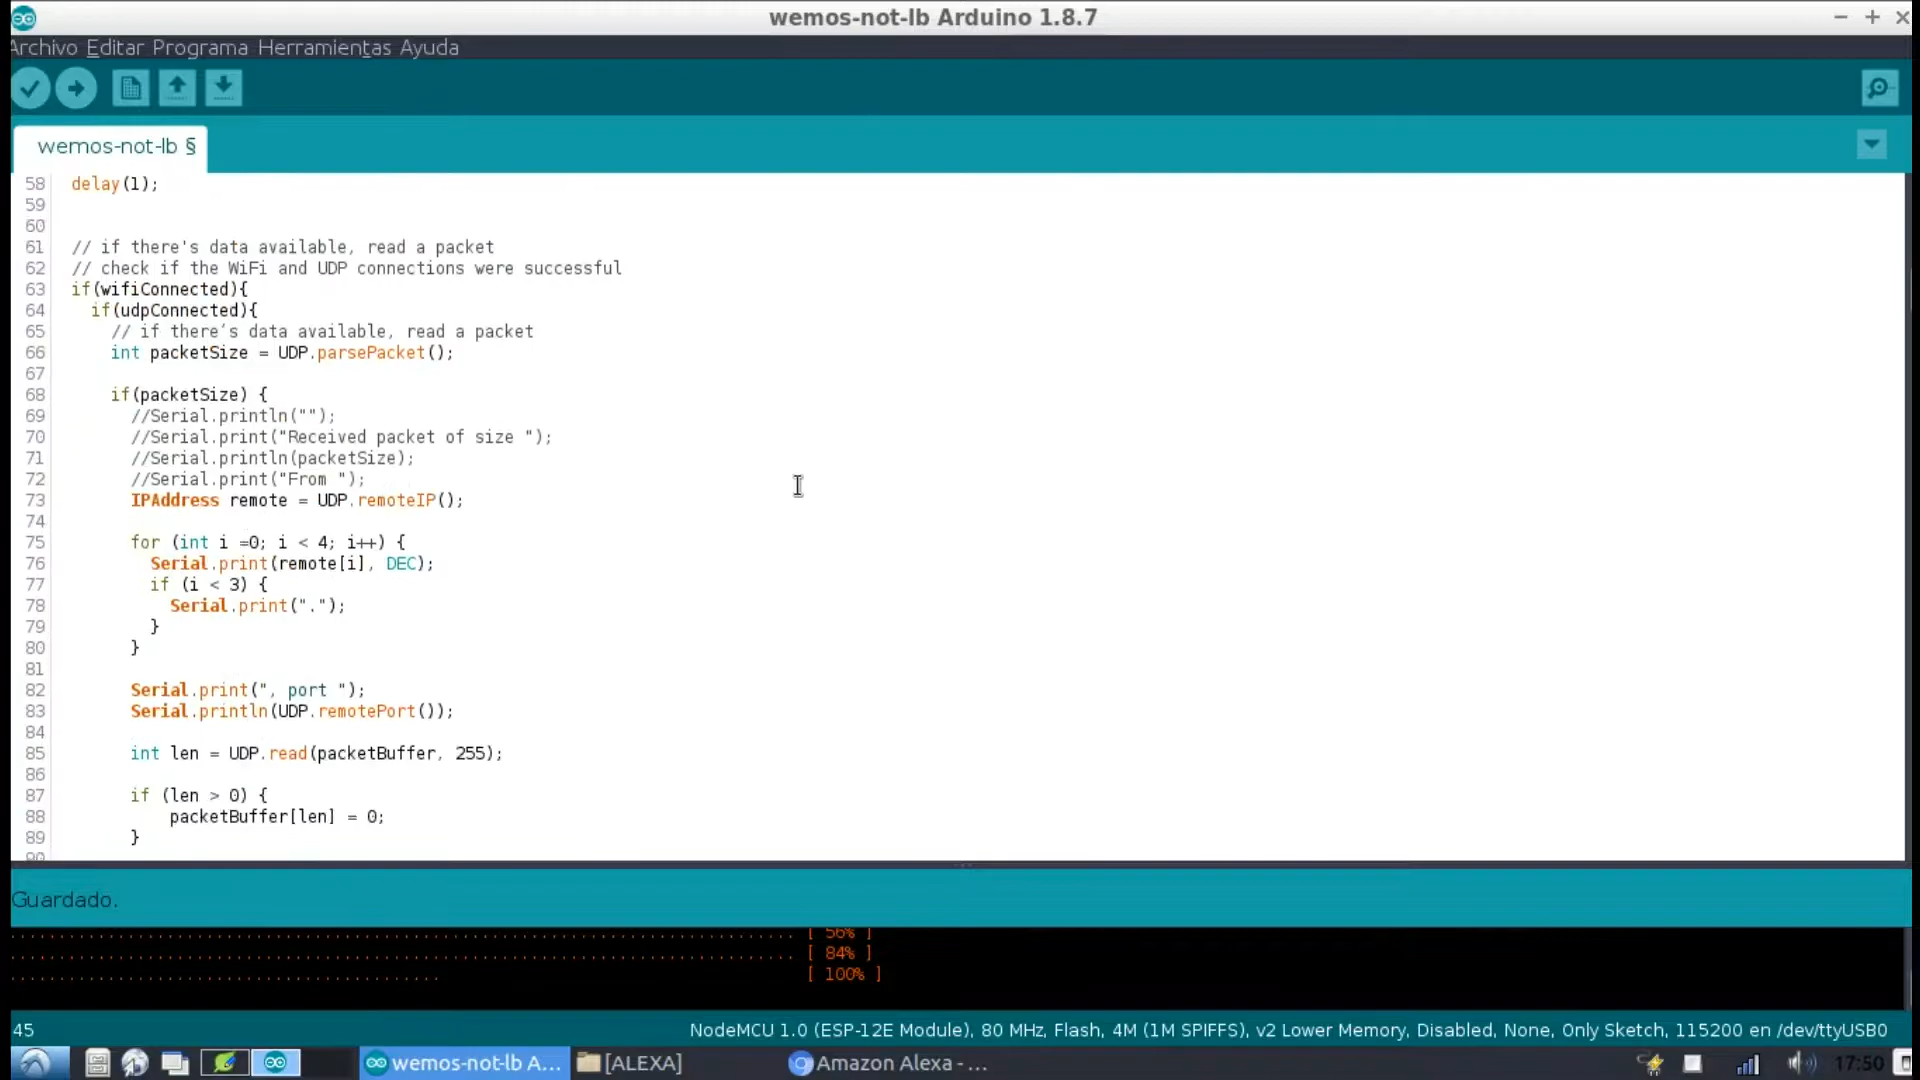 wemos-not-lb Arduino 1.8.7
Archivo Editar Programa Herramientas Ayuda
wemos-not-lb §
58 delay(1);
59
60
61 // if there's data available, read a packet
62 // check if the WiFi and UDP connections were successful
63 if(wifiConnected){
64 if(udpConnected){
65 // if there's data available, read a packet
66 int packetSize = UDP.parsePacket();
67
68 if(packetSize) {
69 //Serial.println("");
70 //Serial.print("Received packet of size ");
71 //Serial.println(packetSize);
72 //Serial.print("From ");
73 IPAddress remote = UDP.remoteIP();
74
75 for (int i =0; i < 4; i++) {
76 Serial.print(remote[i], DEC);
77 if (i < 3) {
78 Serial.print(".");
79 }
80 }
81
82 Serial.print(", port ");
83 Serial.println(UDP.remotePort());
84
85 int len = UDP.read(packetBuffer, 255);
86
87 if (len > 0) {
88 packetBuffer[len] = 0;
89 }
90
Guardado.
................................................................................ [ 56% ]
................................................................................ [ 84% ]
............................................ [ 100% ]
45 NodeMCU 1.0 (ESP-12E Module), 80 MHz, Flash, 4M (1M SPIFFS), v2 Lower Memory, Disabled, None, Only Sketch, 115200 en /dev/ttyUSB0
wemos-not-lb A... [ALEXA] Amazon Alexa - ... 17:50